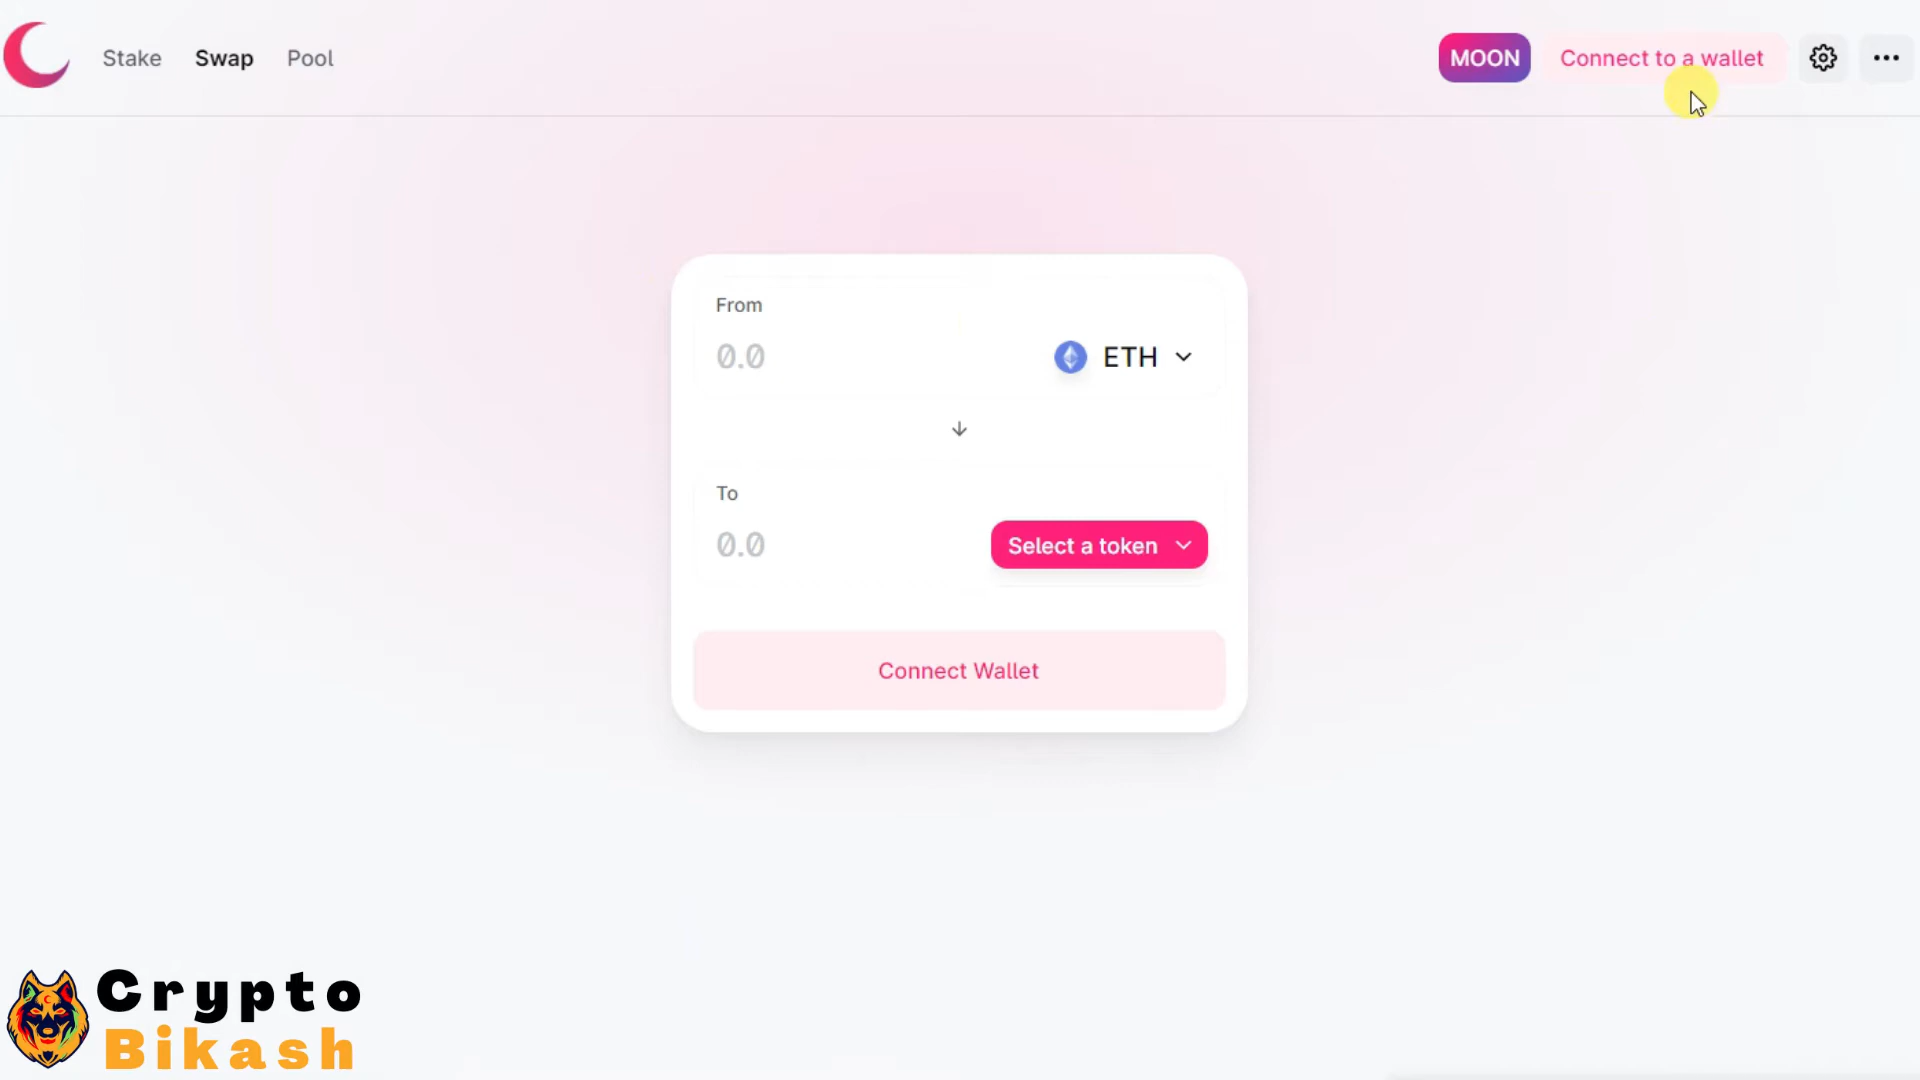 Stake Swap Pool MOON Connect to a wallet
From
0.0 ETH
To
0.0 Select a token
Connect Wallet
Crypto
Bikash